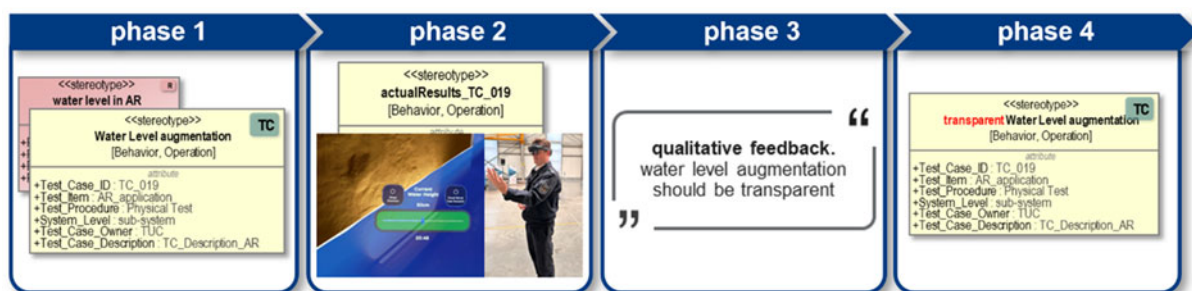 phase 1
phase 2
phase 3
phase 4
<<stereotype>>
R
water level in AR
<<stereotype>>
TC
Water Level augmentation
[Behavior, Operation]
attribute
+Test_Case_ID : TC_019
+Test_Item : AR_application
+Test_Procedure : Physical Test
+System_Level : sub-system
+Test_Case_Owner : TUC
+Test_Case_Description : TC_Description_AR
<<stereotype>>
actualResults_TC_019
[Behavior, Operation]
attribute
Current
Water Height
“
qualitative feedback.
water level augmentation
should be transparent
”
<<stereotype>>
TC
transparent Water Level augmentation
[Behavior, Operation]
attribute
+Test_Case_ID : TC_019
+Test_Item : AR_application
+Test_Procedure : Physical Test
+System_Level : sub-system
+Test_Case_Owner : TUC
+Test_Case_Description : TC_Description_AR